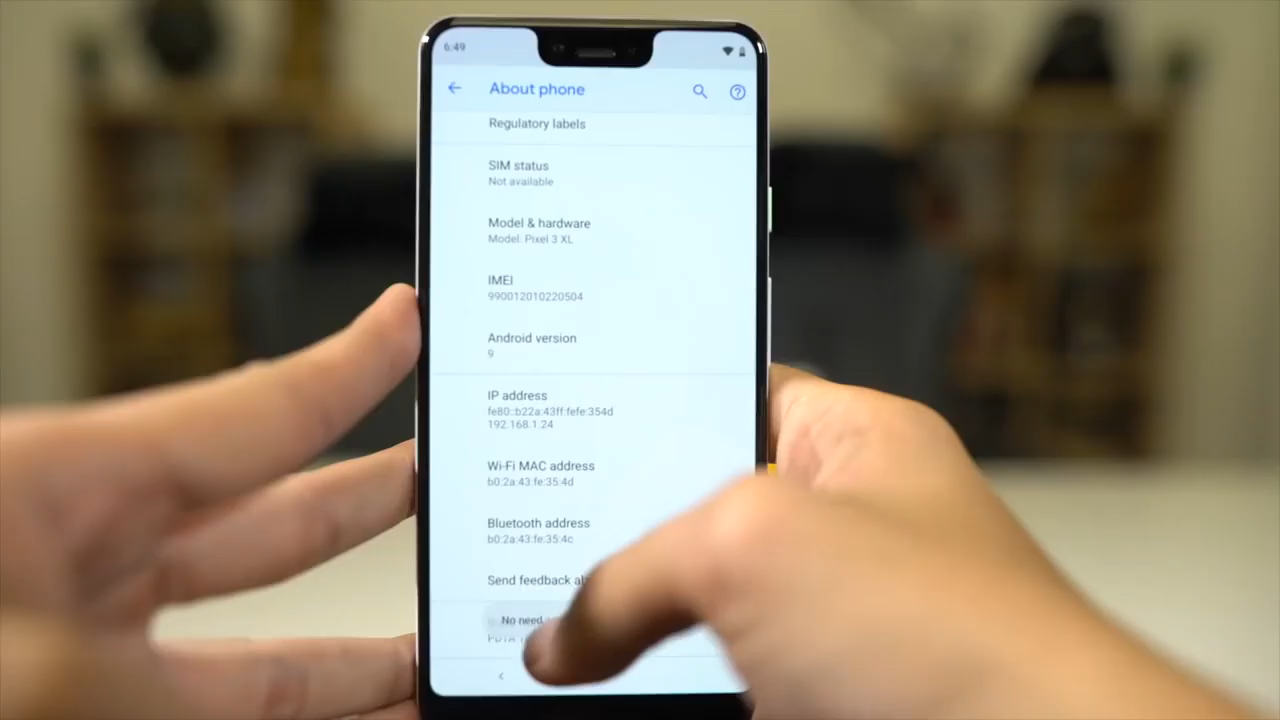 6:49
About phone
Regulatory labels
SIM status
Not available
Model & hardware
Model: Pixel 3 XL
IMEI
990012010220504
Android version
9
IP address
fe80::b22a:43ff:fefe:354d
192.168.1.24
Wi-Fi MAC address
b0:2a:43:fe:35:4d
Bluetooth address
b0:2a:43:fe:35:4c
Send feedback
No need